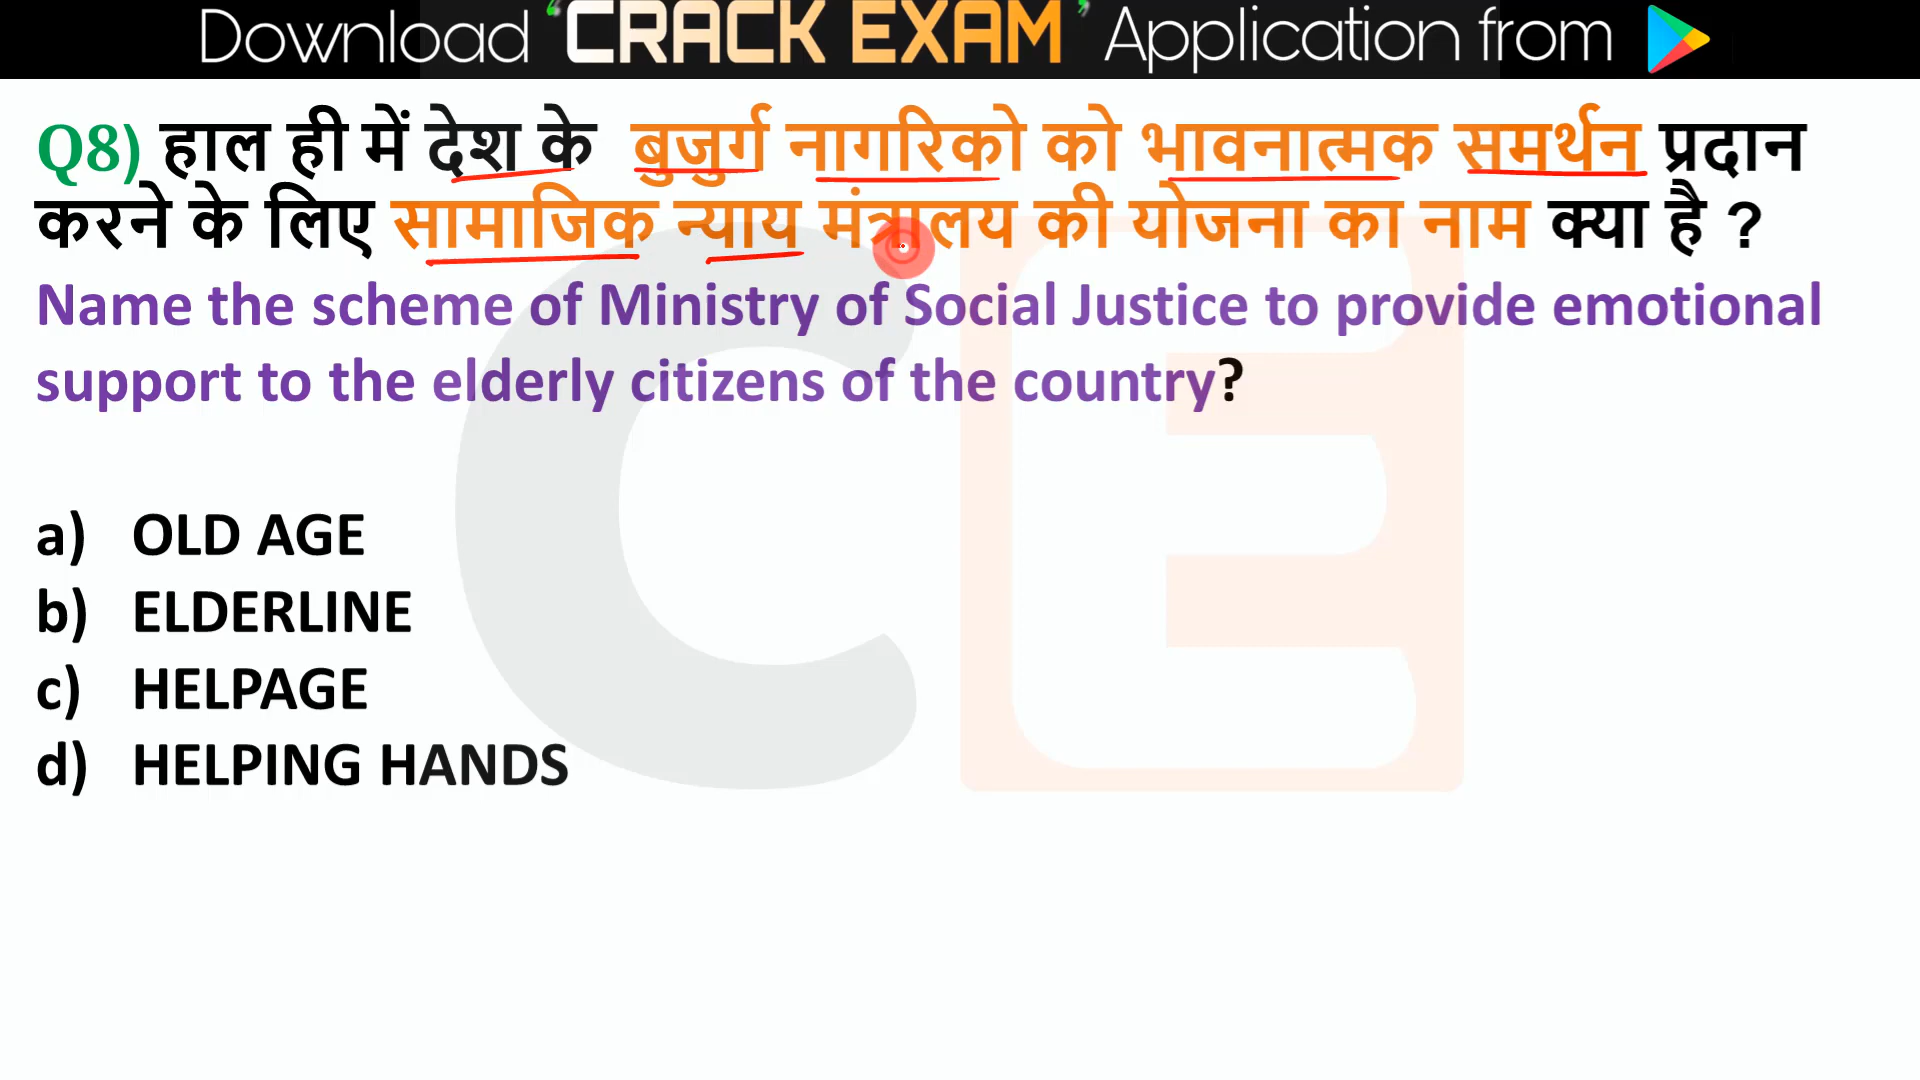 Download ‘CRACK EXAM’ Application from
Q8) हाल ही में देश के बुजुर्ग नागरिको को भावनात्मक समर्थन प्रदान
करने के लिए सामाजिक न्याय मंत्रालय की योजना का नाम क्या है ?
Name the scheme of Ministry of Social Justice to provide emotional
support to the elderly citizens of the country?
a) OLD AGE
b) ELDERLINE
c) HELPAGE
d) HELPING HANDS
CE